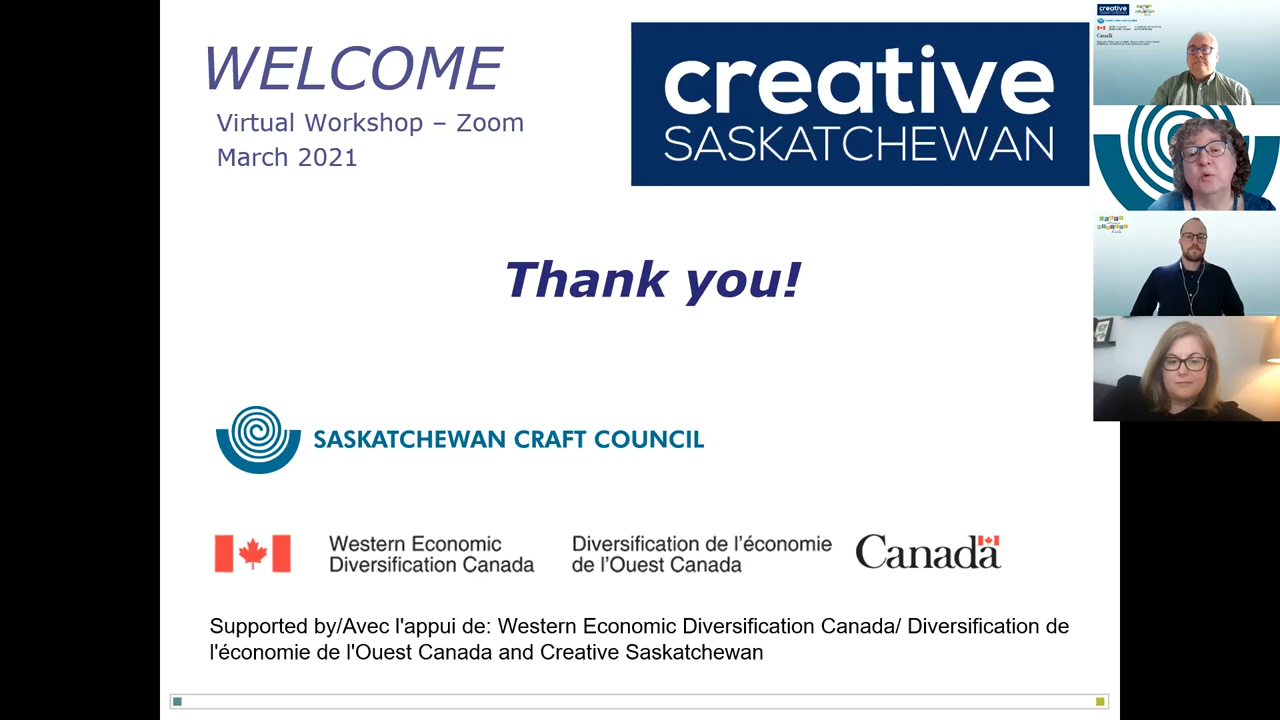 WELCOME
Virtual Workshop – Zoom
March 2021
creative
SASKATCHEWAN
Thank you!
SASKATCHEWAN CRAFT COUNCIL
Western Economic
Diversification Canada
Diversification de l'économie
de l'Ouest Canada
Canada
Supported by/Avec l'appui de: Western Economic Diversification Canada/ Diversification de
l'économie de l'Ouest Canada and Creative Saskatchewan
creative
Canada